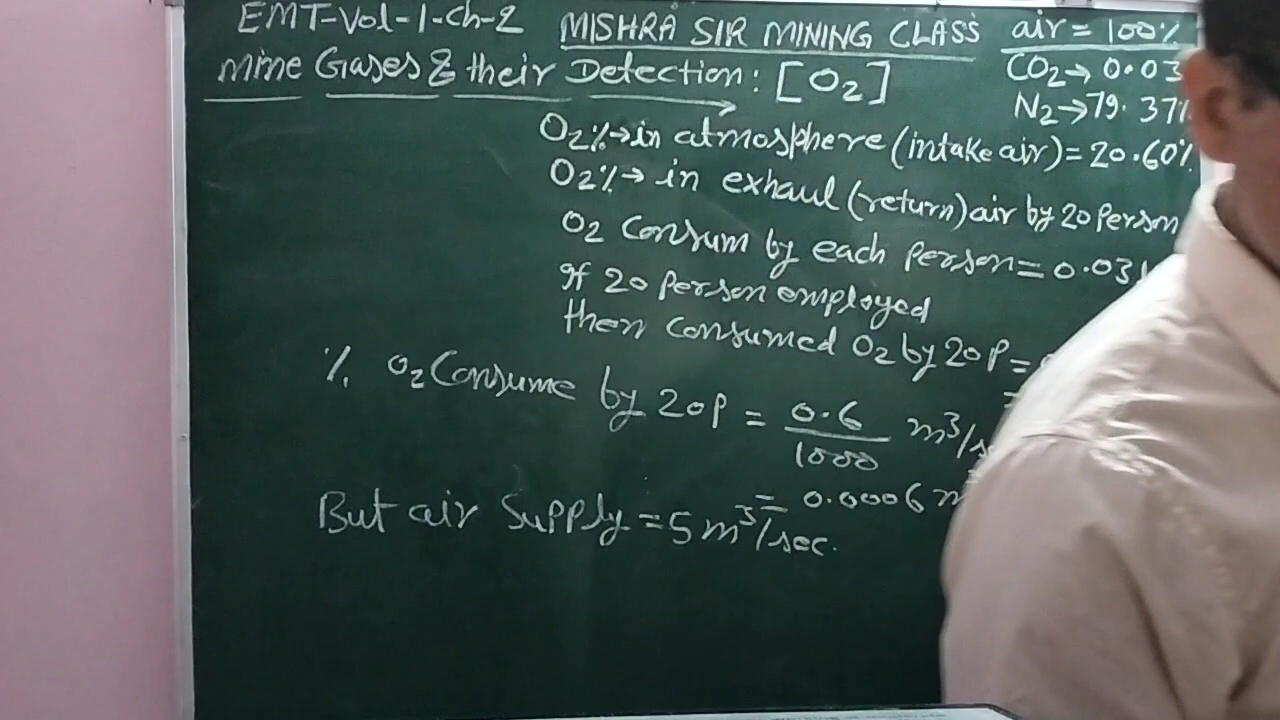 EMT-Vol-1-Ch-2 MISHRA SIR MINING CLASS air = 100%
Mine Gases & their Detection: [O2] CO2→ 0.03
N2→79.37%
O2%→in atmosphere (intake air)=20.60%
O2%→ in exhaul (return) air by 20 Person
O2 Consum by each Person= 0.03
If 20 Person employed
then consumed O2 by 20P=
% O2 Consume by 20P = 0.6/1000 m3/s
= 0.0006 m
But air Supply = 5 m3/sec.